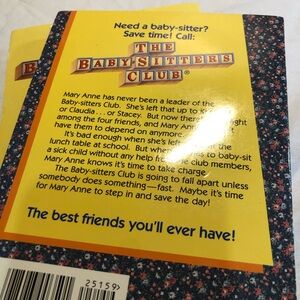 Need a baby-sitter?
Save time! Call:
THE
BABY-SITTERS
CLUB®
Mary Anne has never been a leader of the
Baby-sitters Club. She's left that up to
or Claudia . . . or Stacey. But now there's
among the four friends, and Mary Anne
have them to depend on anymore
It's bad enough when she's left
lunch table at school. But when to baby-sit
a sick child without any help from club members,
Mary Anne knows it's time to take charge
The Baby-sitters Club is going to fall apart unless
somebody does something—fast. Maybe it's time
for Mary Anne to step in and save the day!
The best friends you'll ever have!
25159